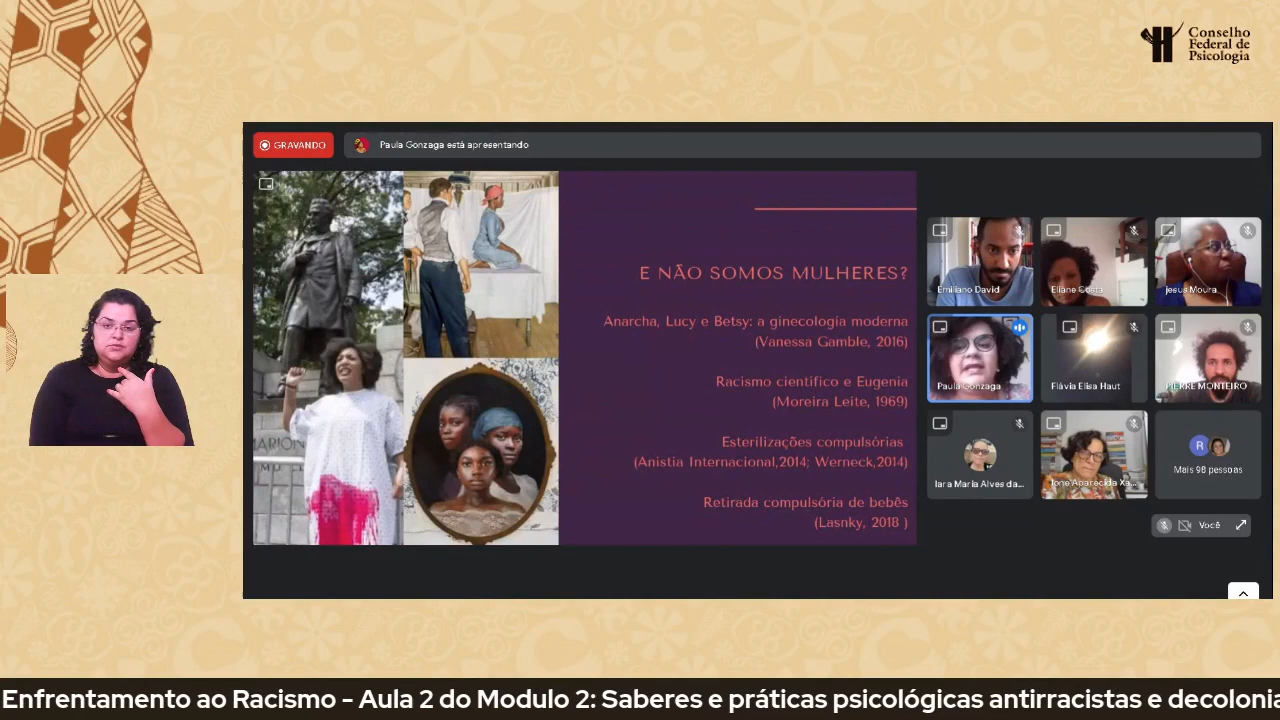 Conselho
Federal de
Psicologia
GRAVANDO
Paula Gonzaga está apresentando
E NÃO SOMOS MULHERES?
Anarcha, Lucy e Betsy: a ginecologia moderna
(Vanessa Gamble, 2016)
Racismo científico e Eugenia
(Moreira Leite, 1969)
Esterilizações compulsórias
(Anistia Internacional,2014; Werneck,2014)
Retirada compulsória de bebês
(Lasnky, 2018 )
MARION
Emiliano David
Eliane Costa
jesus Moura
Paula Gonzaga
Flávia Elisa Haut
PIERRE MONTEIRO
Iara Maria Alves da...
Ione Aparecida Xa...
R
Mais 98 pessoas
Você
Enfrentamento ao Racismo - Aula 2 do Modulo 2: Saberes e práticas psicológicas antirracistas e decolonia